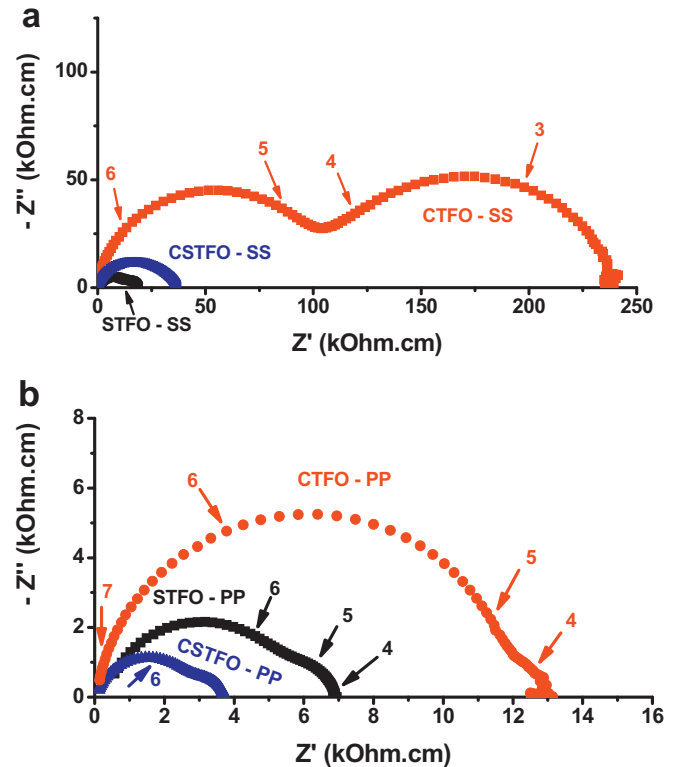 a
100
50
0
- Z'' (kOhm.cm)
6
5
4
3
CTFO - SS
CSTFO - SS
STFO - SS
0
50
100
150
200
250
Z' (kOhm.cm)
b
8
6
4
2
0
- Z'' (kOhm.cm)
CTFO - PP
6
7
5
4
STFO - PP
6
5
4
CSTFO - PP
6
0
2
4
6
8
10
12
14
16
Z' (kOhm.cm)